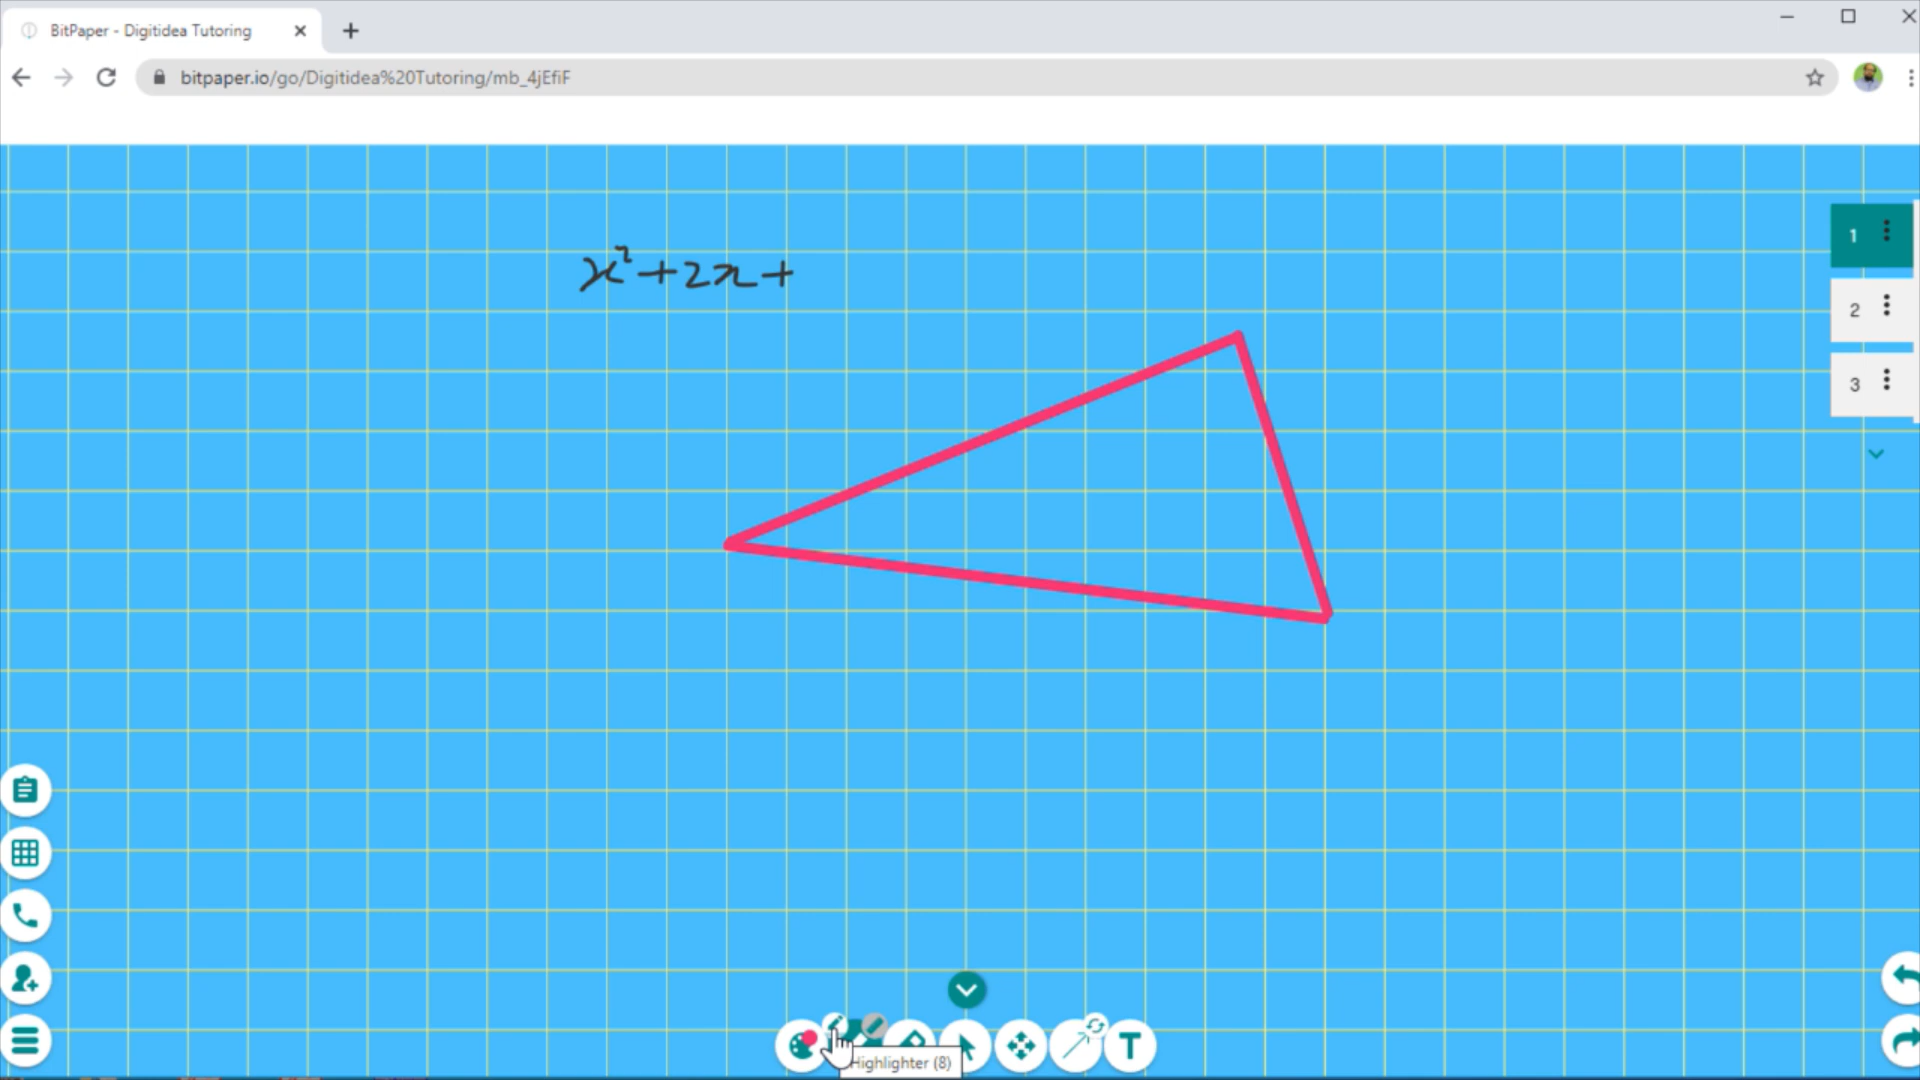 BitPaper - Digitidea Tutoring
bitpaper.io/go/Digitidea%20Tutoring/mb_4jEfiF
x²+2x+
1
2
3
T
Highlighter (8)